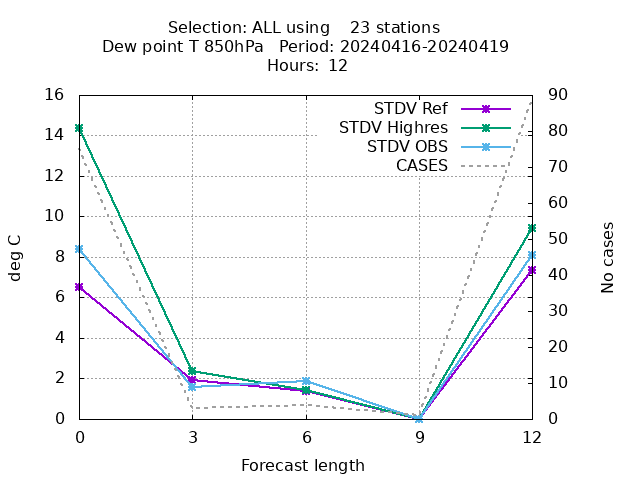 Selection: ALL using 23 stations
Dew point T 850hPa Period: 20240416-20240419
Hours: 12
STDV Ref
STDV Highres
STDV OBS
CASES
deg C
No cases
16
14
12
10
8
6
4
2
0
90
80
70
60
50
40
30
20
10
0
0 3 6 9 12
Forecast length